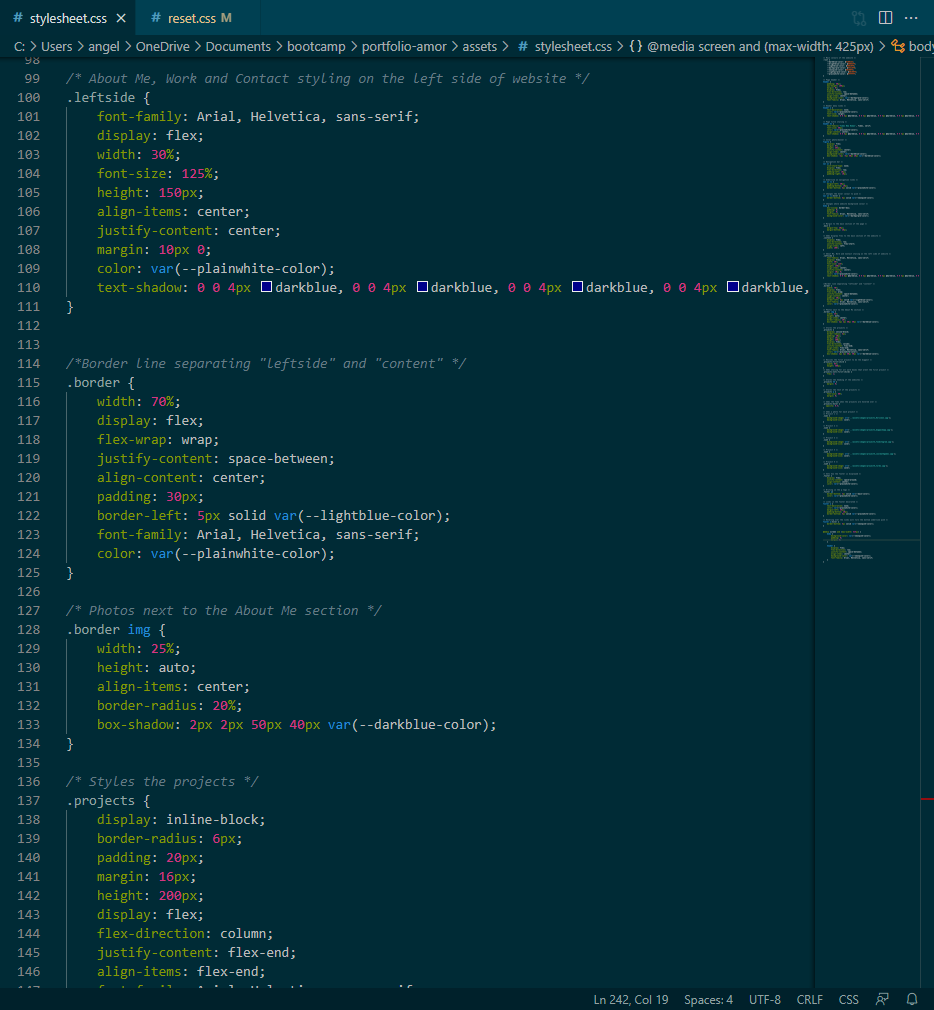 # stylesheet.css × # reset.css M
C: > Users > angel > OneDrive > Documents > bootcamp > portfolio-amor > assets > # stylesheet.css > {} @media screen and (max-width: 425px) > body
98
99 /* About Me, Work and Contact styling on the left side of website */
100 .leftside {
101 font-family: Arial, Helvetica, sans-serif;
102 display: flex;
103 width: 30%;
104 font-size: 125%;
105 height: 150px;
106 align-items: center;
107 justify-content: center;
108 margin: 10px 0;
109 color: var(--plainwhite-color);
110 text-shadow: 0 0 4px darkblue, 0 0 4px darkblue, 0 0 4px darkblue, 0 0 4px darkblue,
111 }
112
113
114 /*Border line separating "leftside" and "content" */
115 .border {
116 width: 70%;
117 display: flex;
118 flex-wrap: wrap;
119 justify-content: space-between;
120 align-content: center;
121 padding: 30px;
122 border-left: 5px solid var(--lightblue-color);
123 font-family: Arial, Helvetica, sans-serif;
124 color: var(--plainwhite-color);
125 }
126
127 /* Photos next to the About Me section */
128 .border img {
129 width: 25%;
130 height: auto;
131 align-items: center;
132 border-radius: 20%;
133 box-shadow: 2px 2px 50px 40px var(--darkblue-color);
134 }
135
136 /* Styles the projects */
137 .projects {
138 display: inline-block;
139 border-radius: 6px;
140 padding: 20px;
141 margin: 16px;
142 height: 200px;
143 display: flex;
144 flex-direction: column;
145 justify-content: flex-end;
146 align-items: flex-end;
Ln 242, Col 19 Spaces: 4 UTF-8 CRLF CSS